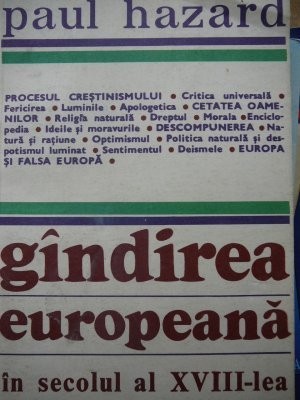 paul hazard
PROCESUL CREȘTINISMULUI • Critica universală •
Fericirea • Luminile • Apologetica • CETATEA OAME-
NILOR • Religia naturală • Dreptul • Morala • Enciclo-
pedia • Ideile și moravurile • DESCOMPUNEREA • Na-
tură și rațiune • Optimismul • Politica naturală și des-
potismul luminat • Sentimentul • Deismele • EUROPA
ȘI FALSA EUROPĂ •
gîndirea
europeană
în secolul al XVIII-lea